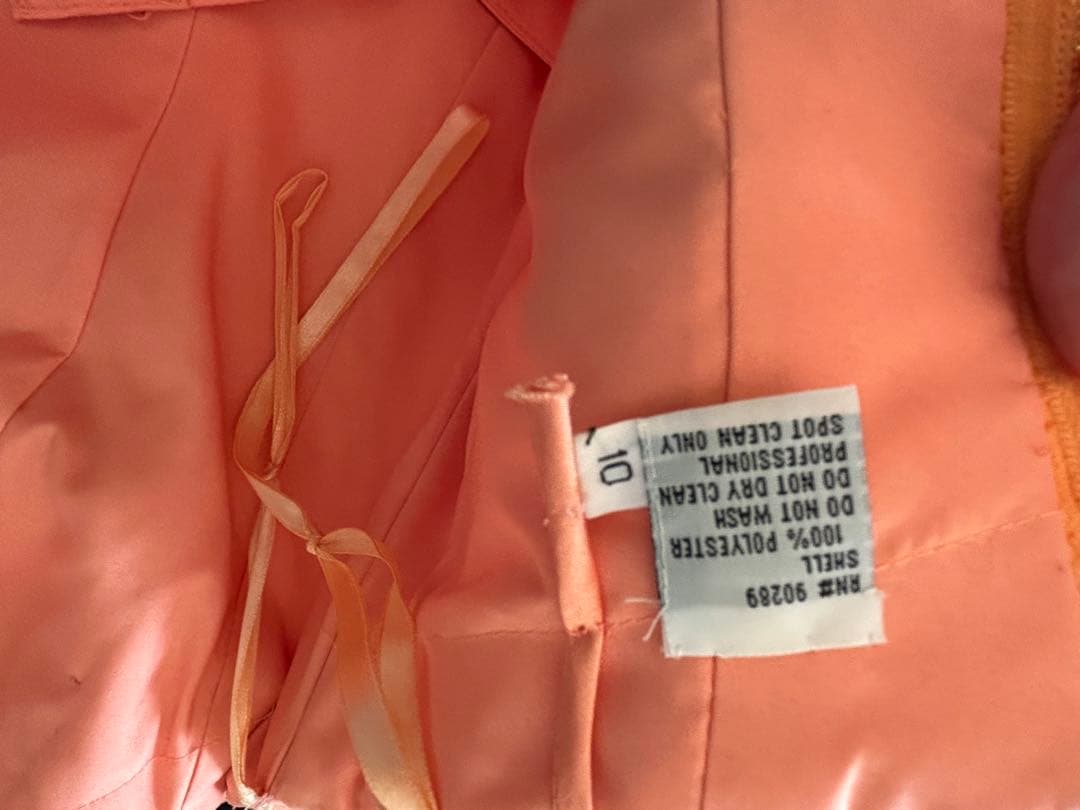 RN# 90289
SHELL
100% POLYESTER
DO NOT WASH
DO NOT DRY CLEAN
PROFESSIONAL
SPOT CLEAN ONLY
10